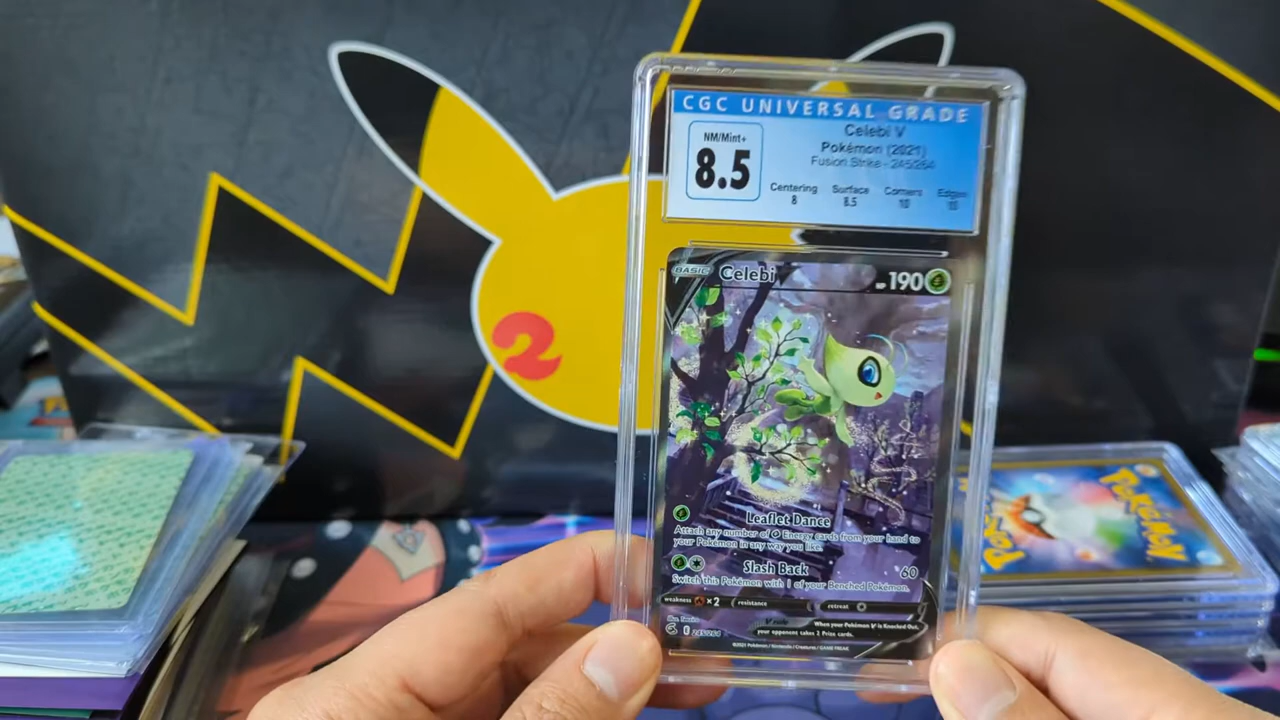 CGC UNIVERSAL GRADE
NM/Mint+
8.5
Celebi V
Pokémon (2021)
Fusion Strike - 245/264
Centering Surface Corners Edges
8 8.5 10 10
BASIC Celebi HP 190
Leaflet Dance
Attach any number of Energy cards from your hand to
your Pokémon in any way you like.
Slash Back 60
Switch this Pokémon with 1 of your Benched Pokémon.
weakness ×2 resistance retreat
V rule When your Pokémon V is Knocked Out,
your opponent takes 2 Prize cards.
245/264
©2021 Pokémon / Nintendo / Creatures / GAME FREAK
2
POKÉMON